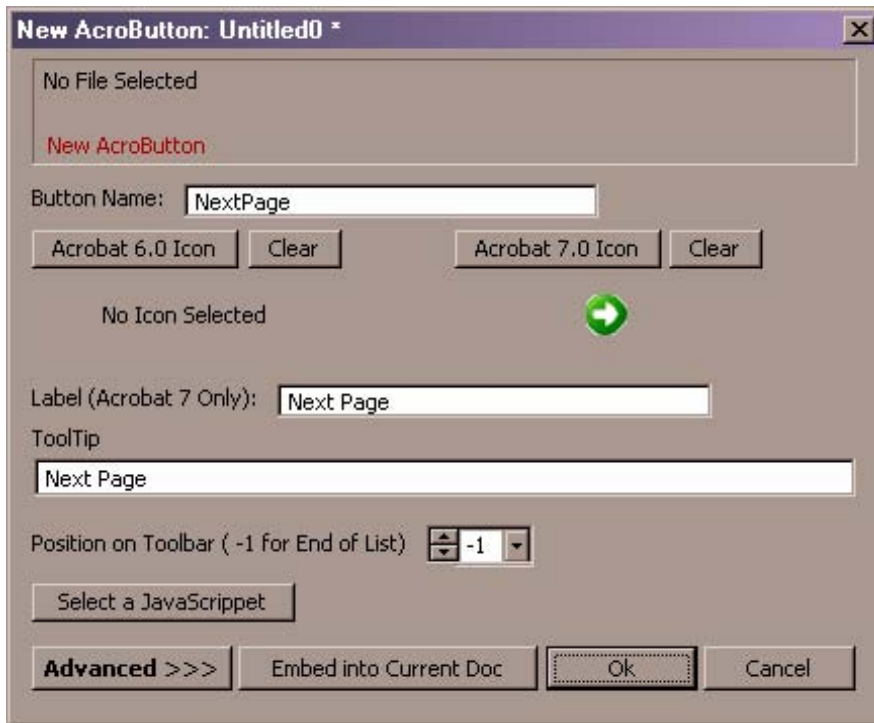 New AcroButton: Untitled0 *
No File Selected
New AcroButton
Button Name: NextPage
Acrobat 6.0 Icon Clear Acrobat 7.0 Icon Clear
No Icon Selected
Label (Acrobat 7 Only): Next Page
ToolTip
Next Page
Position on Toolbar ( -1 for End of List) -1
Select a JavaScrippet
Advanced >>> Embed into Current Doc Ok Cancel